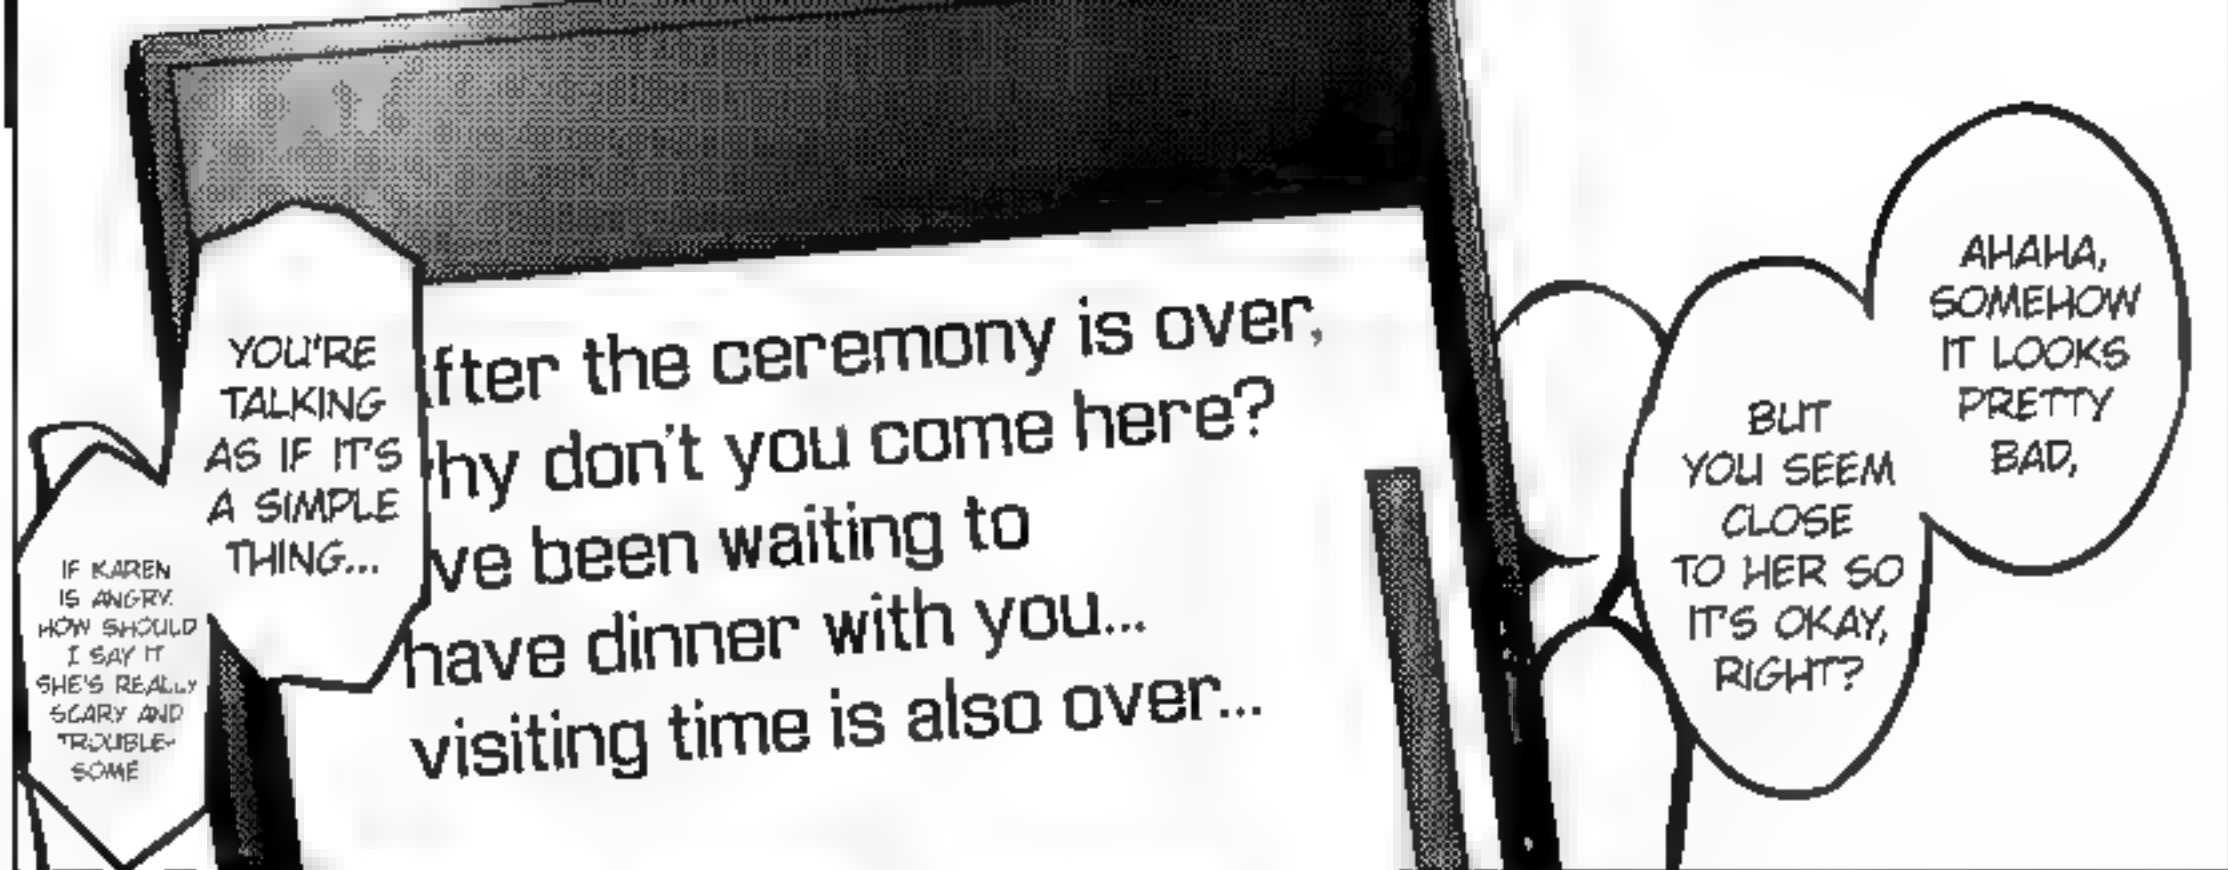 AHAHA,
SOMEHOW
IT LOOKS
PRETTY
BAD,
BUT
YOU SEEM
CLOSE
TO HER SO
IT'S OKAY,
RIGHT?
fter the ceremony is over,
hy don't you come here?
ve been waiting to
have dinner with you...
visiting time is also over...
YOU'RE
TALKING
AS IF IT'S
A SIMPLE
THING...
IF KAREN
IS ANGRY.
HOW SHOULD
I SAY IT
SHE'S REALLY
SCARY AND
TROUBLE-
SOME